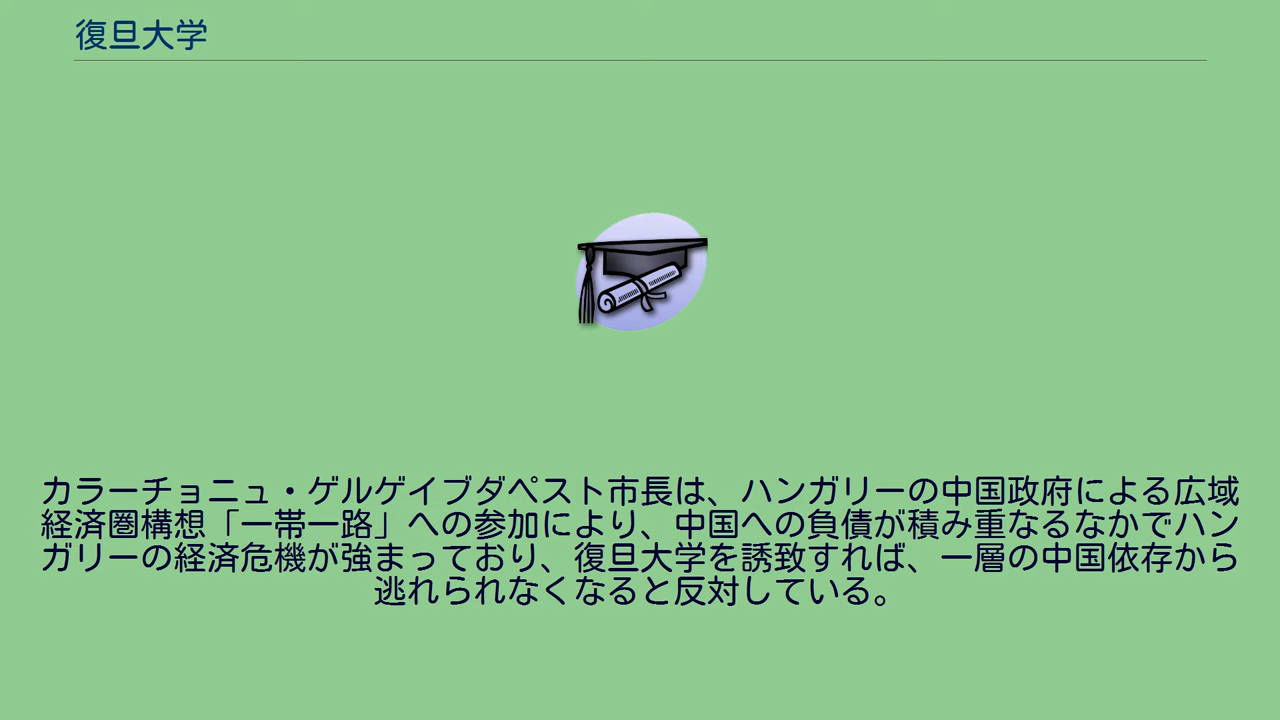 復旦大学
カラーチョニュ・ゲルゲイブダペスト市長は、ハンガリーの中国政府による広域
経済圏構想「一帯一路」への参加により、中国への負債が積み重なるなかでハン
ガリーの経済危機が強まっており、復旦大学を誘致すれば、一層の中国依存から
逃れられなくなると反対している。